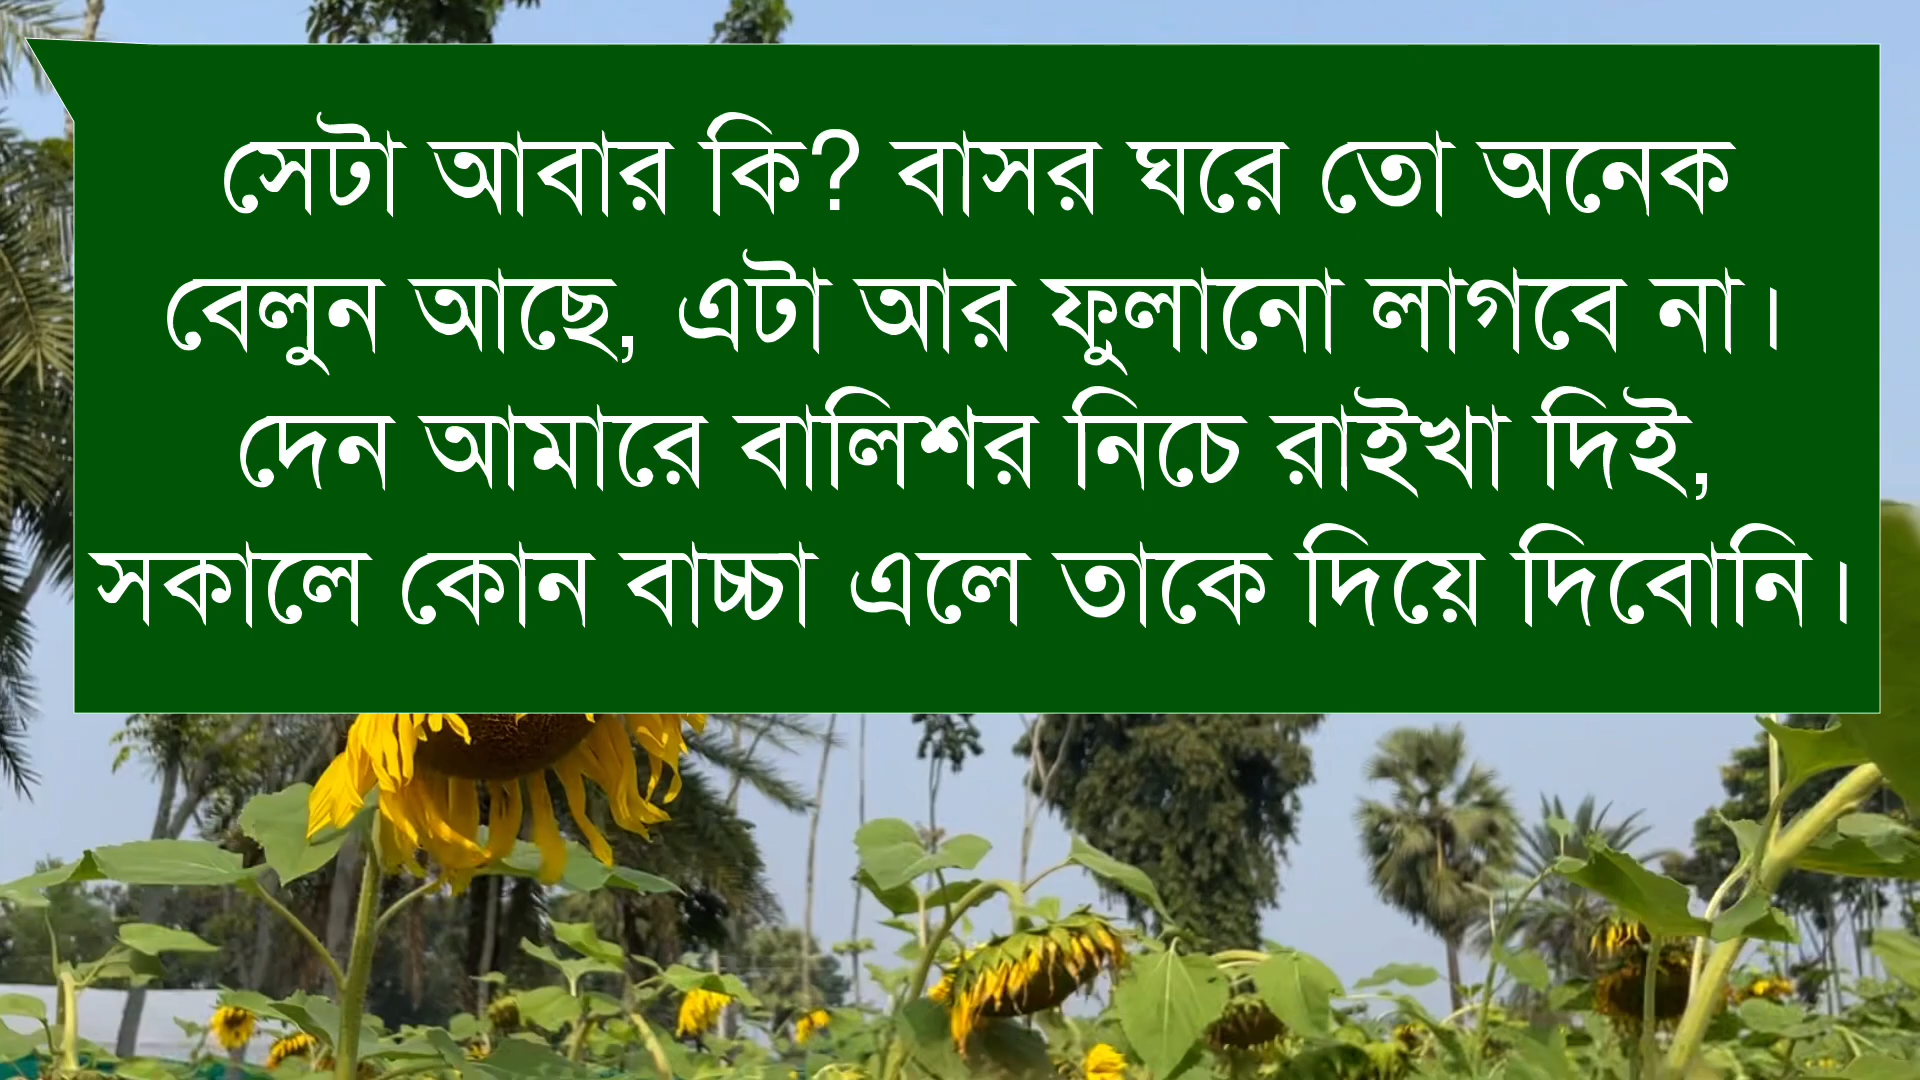 সেটা আবার কি? বাসর ঘরে তো অনেক
বেলুন আছে, এটা আর ফুলানো লাগবে না।
দেন আমারে বালিশর নিচে রাইখা দিই,
সকালে কোন বাচ্চা এলে তাকে দিয়ে দিবোনি।